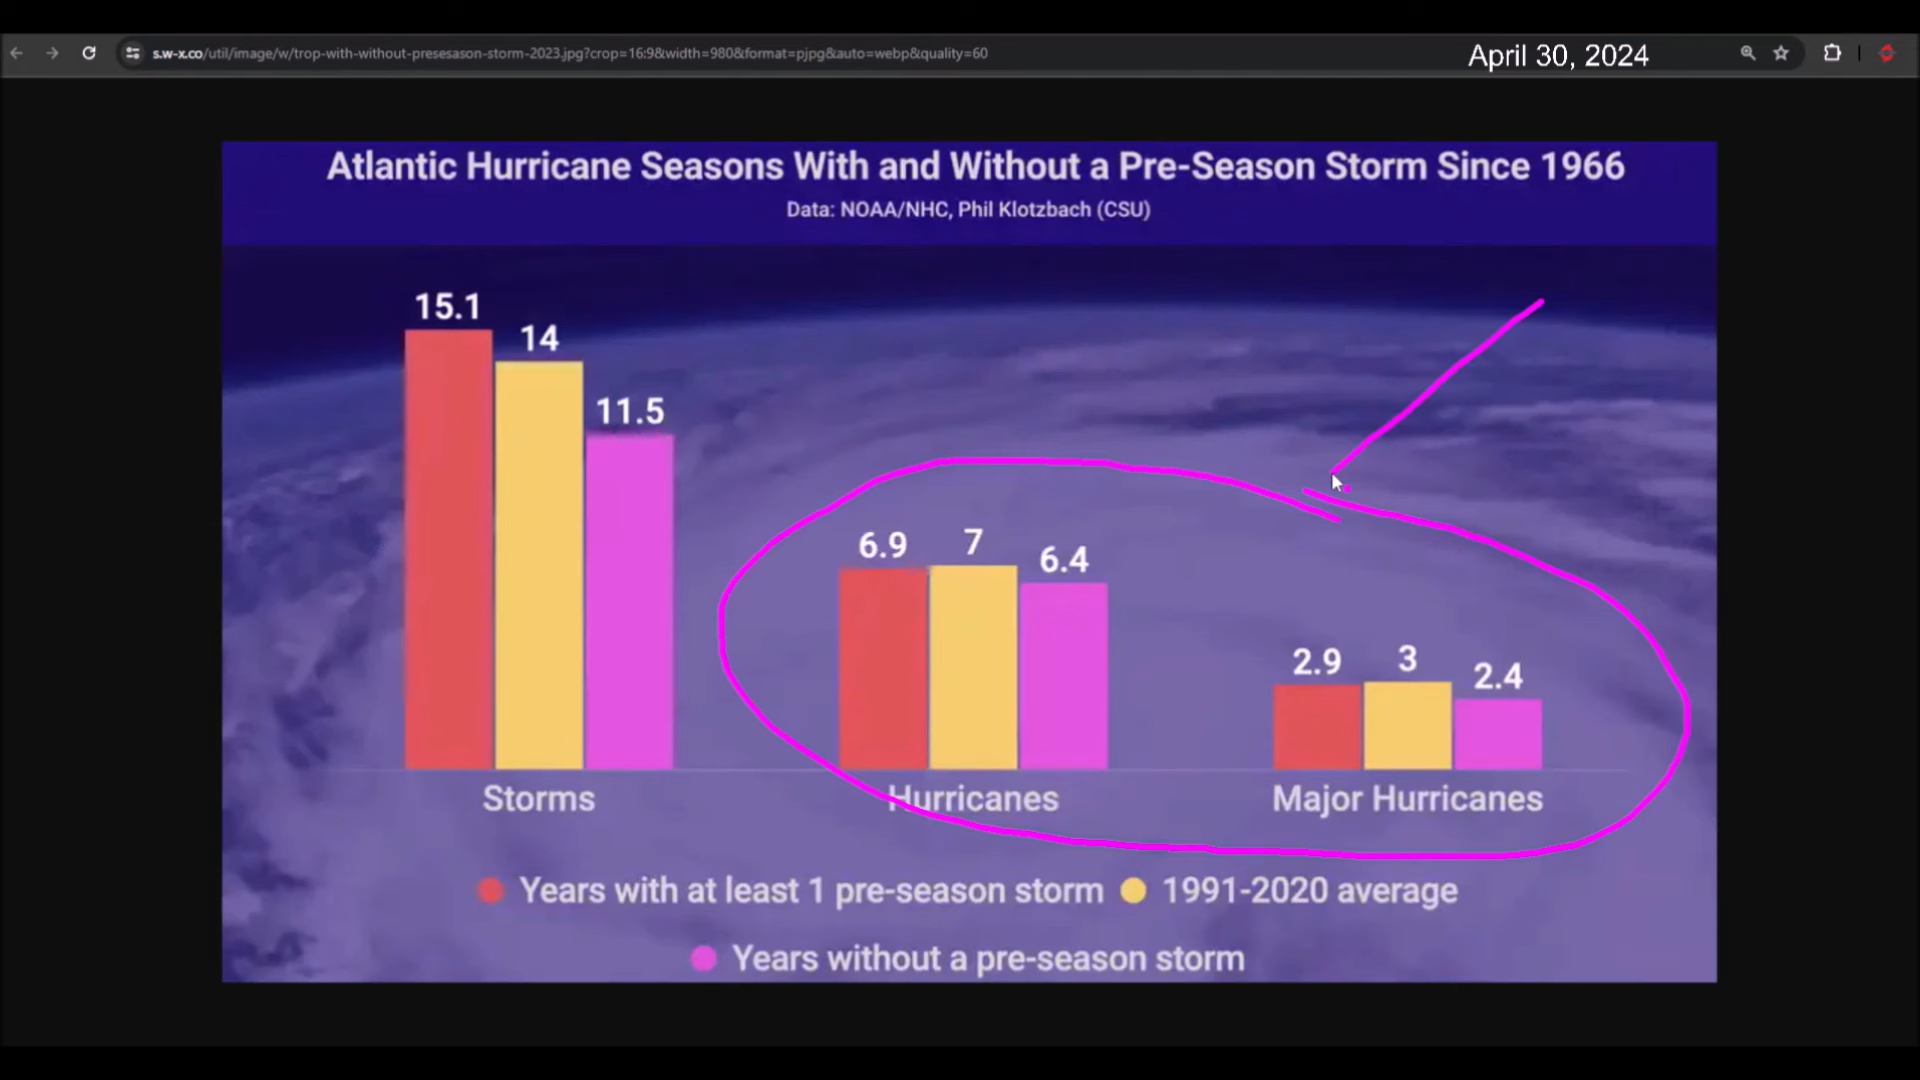 s.w-x.co/util/image/w/trop-with-without-presesason-storm-2023.jpg?crop=16:9&width=980&format=pjpg&auto=webp&quality=60
April 30, 2024
Atlantic Hurricane Seasons With and Without a Pre-Season Storm Since 1966
Data: NOAA/NHC, Phil Klotzbach (CSU)
15.1
14
11.5
6.9
7
6.4
2.9
3
2.4
Storms
Hurricanes
Major Hurricanes
Years with at least 1 pre-season storm
1991-2020 average
Years without a pre-season storm